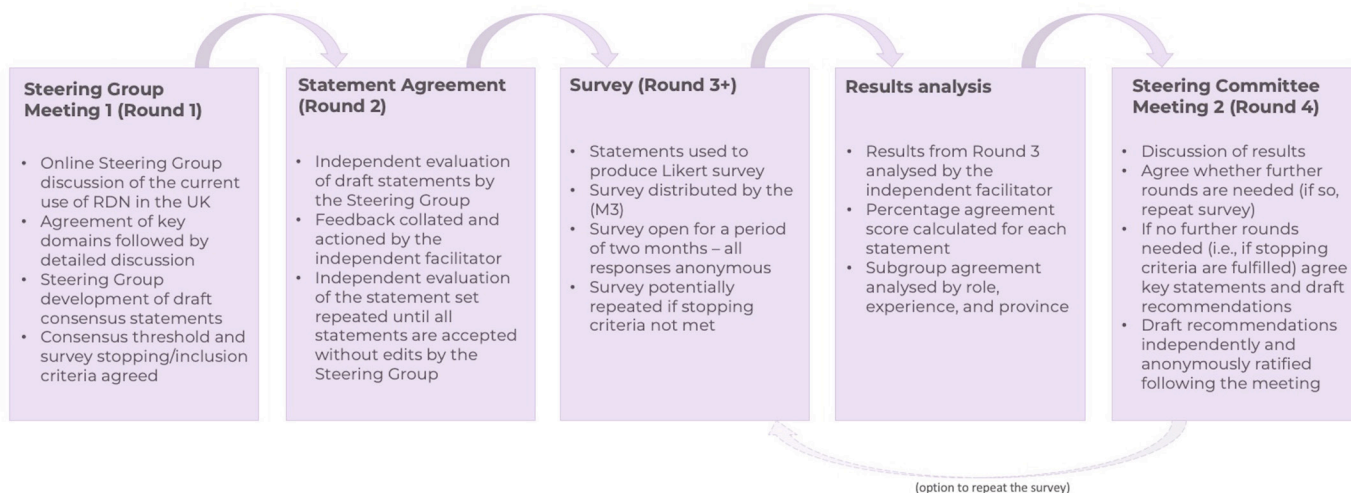 Steering Group
Meeting 1 (Round 1)
• Online Steering Group
discussion of the current
use of RDN in the UK
• Agreement of key
domains followed by
detailed discussion
• Steering Group
development of draft
consensus statements
• Consensus threshold and
survey stopping/inclusion
criteria agreed
Statement Agreement
(Round 2)
• Independent evaluation
of draft statements by
the Steering Group
• Feedback collated and
actioned by the
independent facilitator
• Independent evaluation
of the statement set
repeated until all
statements are accepted
without edits by the
Steering Group
Survey (Round 3+)
• Statements used to
produce Likert survey
• Survey distributed by the
(M3)
• Survey open for a period
of two months – all
responses anonymous
• Survey potentially
repeated if stopping
criteria not met
Results analysis
• Results from Round 3
analysed by the
independent facilitator
• Percentage agreement
score calculated for each
statement
• Subgroup agreement
analysed by role,
experience, and province
Steering Committee
Meeting 2 (Round 4)
• Discussion of results
• Agree whether further
rounds are needed (if so,
repeat survey)
• If no further rounds
needed (i.e., if stopping
criteria are fulfilled) agree
key statements and draft
recommendations
• Draft recommendations
independently and
anonymously ratified
following the meeting
(option to repeat the survey)